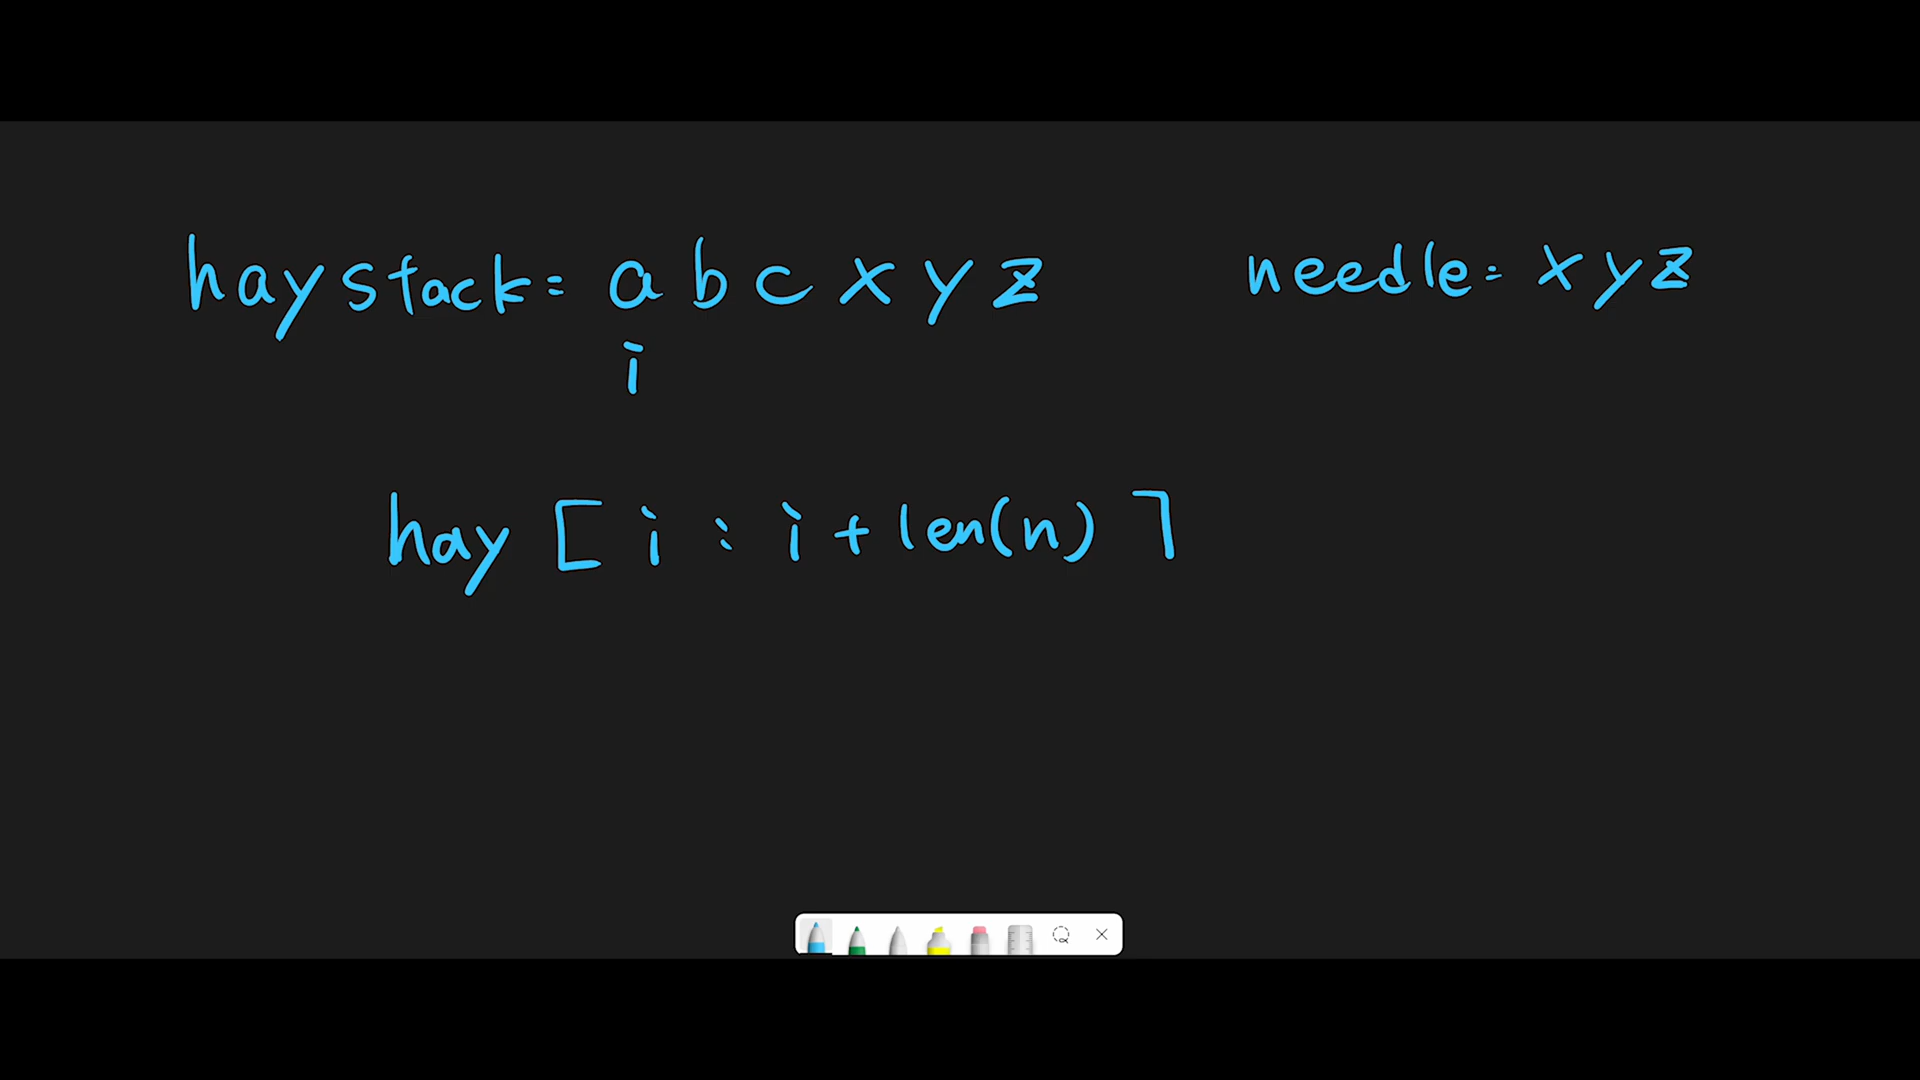 haystack= a b c x y z needle= x y z
i
hay [ i : i + len(n) ]